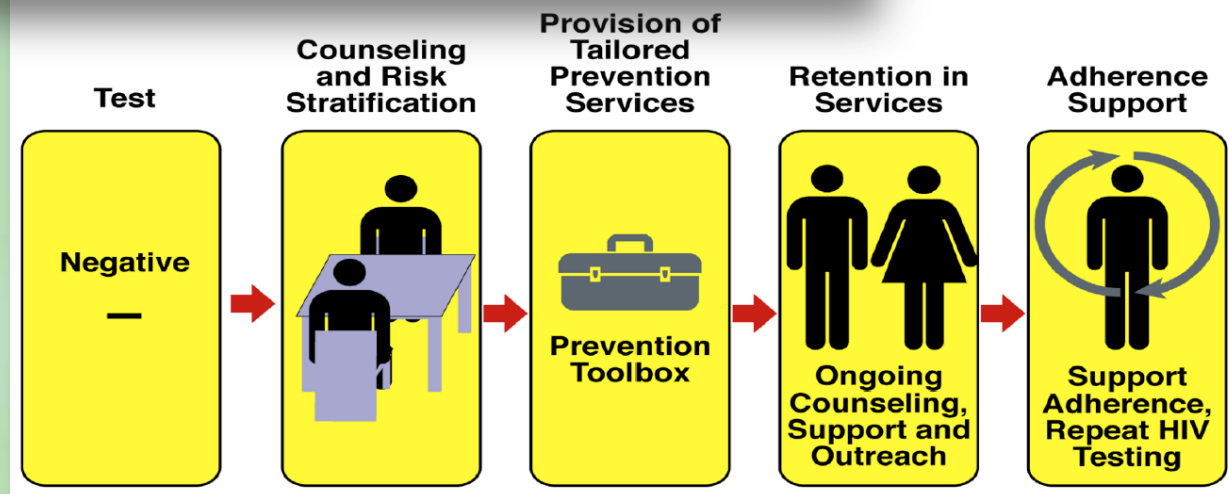 Test
Negative
–
Counseling
and Risk
Stratification
Provision of
Tailored
Prevention
Services
Prevention
Toolbox
Retention in
Services
Ongoing
Counseling,
Support and
Outreach
Adherence
Support
Support
Adherence,
Repeat HIV
Testing